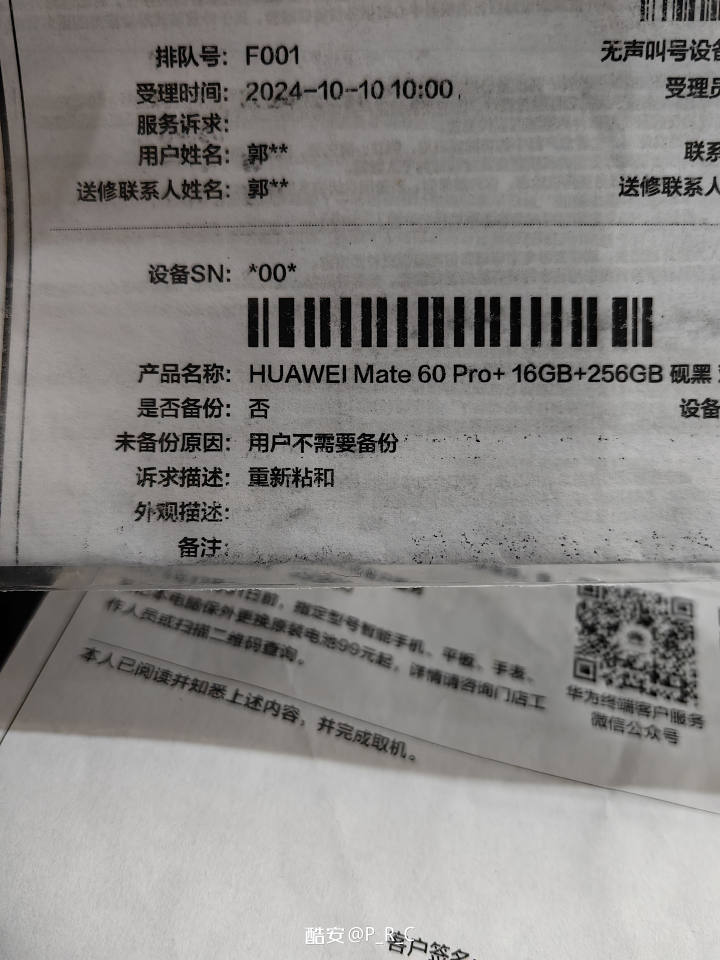 排队号: F001 无声叫号设备
受理时间: 2024-10-10 10:00 受理员
服务诉求:
用户姓名: 郭** 联系
送修联系人姓名: 郭** 送修联系人
设备SN: *00*
产品名称: HUAWEI Mate 60 Pro+ 16GB+256GB 砚黑
是否备份: 否 设备
未备份原因: 用户不需要备份
诉求描述: 重新粘和
外观描述:
备注:
日前,指定型号智能手机、平板、手表、
本电脑保外更换原装电池99元起,详情请咨询门店工
作人员或扫描二维码查询。
华为终端客户服务
微信公众号
本人已阅读并知悉上述内容,并完成取机。
客户签名
酷安@P_R_C